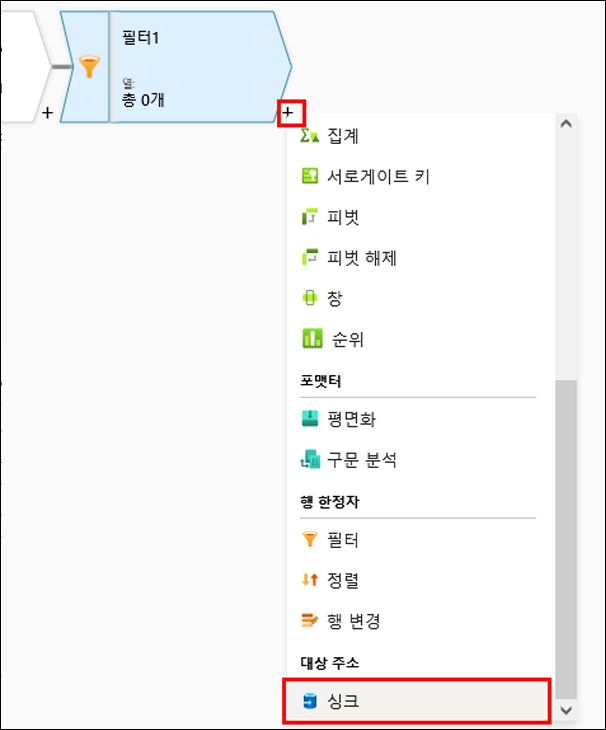 필터1
열:
총 0개
+
+
집계
서로게이트 키
피벗
피벗 해제
창
순위
포맷터
평면화
구문 분석
행 한정자
필터
정렬
행 변경
대상 주소
싱크